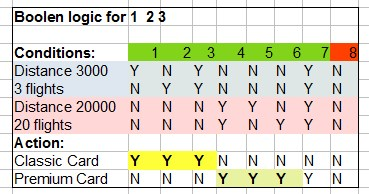 Boolen logic for 1 2 3
Conditions: 1 2 3 4 5 6 7 8
Distance 3000 Y N Y N N N Y N
3 flights N Y Y N N N Y N
Distance 20000 N N N Y N Y Y N
20 flights N N N N Y Y Y N
Action:
Classic Card Y Y Y N N N N N
Premium Card N N N Y Y Y Y N